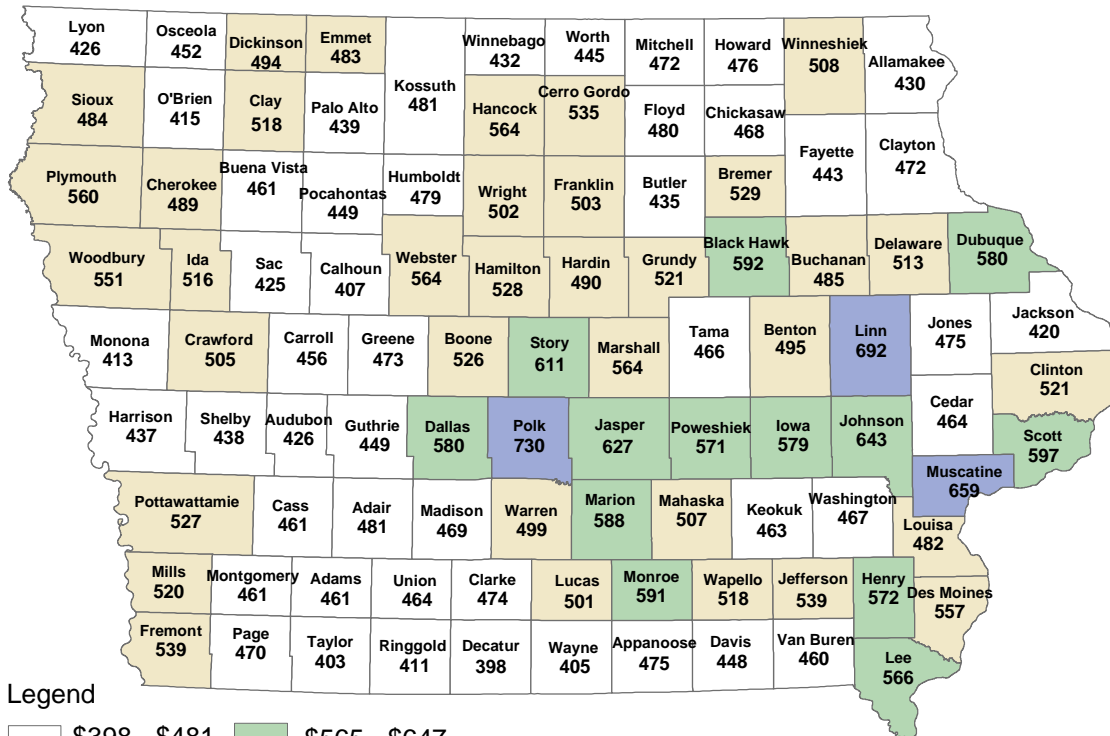 Lyon
426
Osceola
452
Dickinson
494
Emmet
483
Kossuth
481
Winnebago
432
Worth
445
Mitchell
472
Howard
476
Winneshiek
508
Allamakee
430
Sioux
484
O'Brien
415
Clay
518
Palo Alto
439
Hancock
564
Cerro Gordo
535
Floyd
480
Chickasaw
468
Fayette
443
Clayton
472
Plymouth
560
Cherokee
489
Buena Vista
461
Pocahontas
449
Humboldt
479
Wright
502
Franklin
503
Butler
435
Bremer
529
Woodbury
551
Ida
516
Sac
425
Calhoun
407
Webster
564
Hamilton
528
Hardin
490
Grundy
521
Black Hawk
592
Buchanan
485
Delaware
513
Dubuque
580
Monona
413
Crawford
505
Carroll
456
Greene
473
Boone
526
Story
611
Marshall
564
Tama
466
Benton
495
Linn
692
Jones
475
Jackson
420
Clinton
521
Harrison
437
Shelby
438
Audubon
426
Guthrie
449
Dallas
580
Polk
730
Jasper
627
Poweshiek
571
Iowa
579
Johnson
643
Cedar
464
Scott
597
Muscatine
659
Pottawattamie
527
Cass
461
Adair
481
Madison
469
Warren
499
Marion
588
Mahaska
507
Keokuk
463
Washington
467
Louisa
482
Mills
520
Montgomery
461
Adams
461
Union
464
Clarke
474
Lucas
501
Monroe
591
Wapello
518
Jefferson
539
Henry
572
Des Moines
557
Fremont
539
Page
470
Taylor
403
Ringgold
411
Decatur
398
Wayne
405
Appanoose
475
Davis
448
Van Buren
460
Lee
566
Legend
$398 - $481 $565 - $647